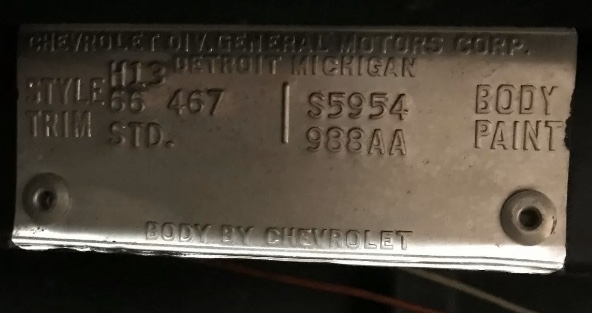 CHEVROLET DIV. GENERAL MOTORS CORP.
H13 DETROIT MICHIGAN
STYLE 66 467 | S5954 BODY
TRIM STD. 988AA PAINT
BODY BY CHEVROLET